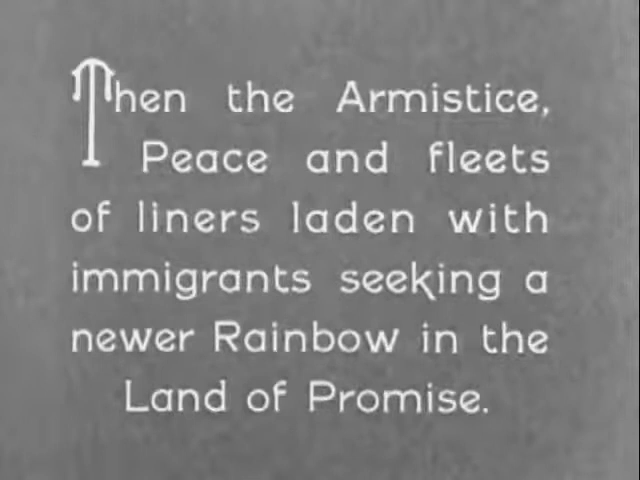 Then the Armistice,
Peace and fleets
of liners laden with
immigrants seeking a
newer Rainbow in the
Land of Promise.